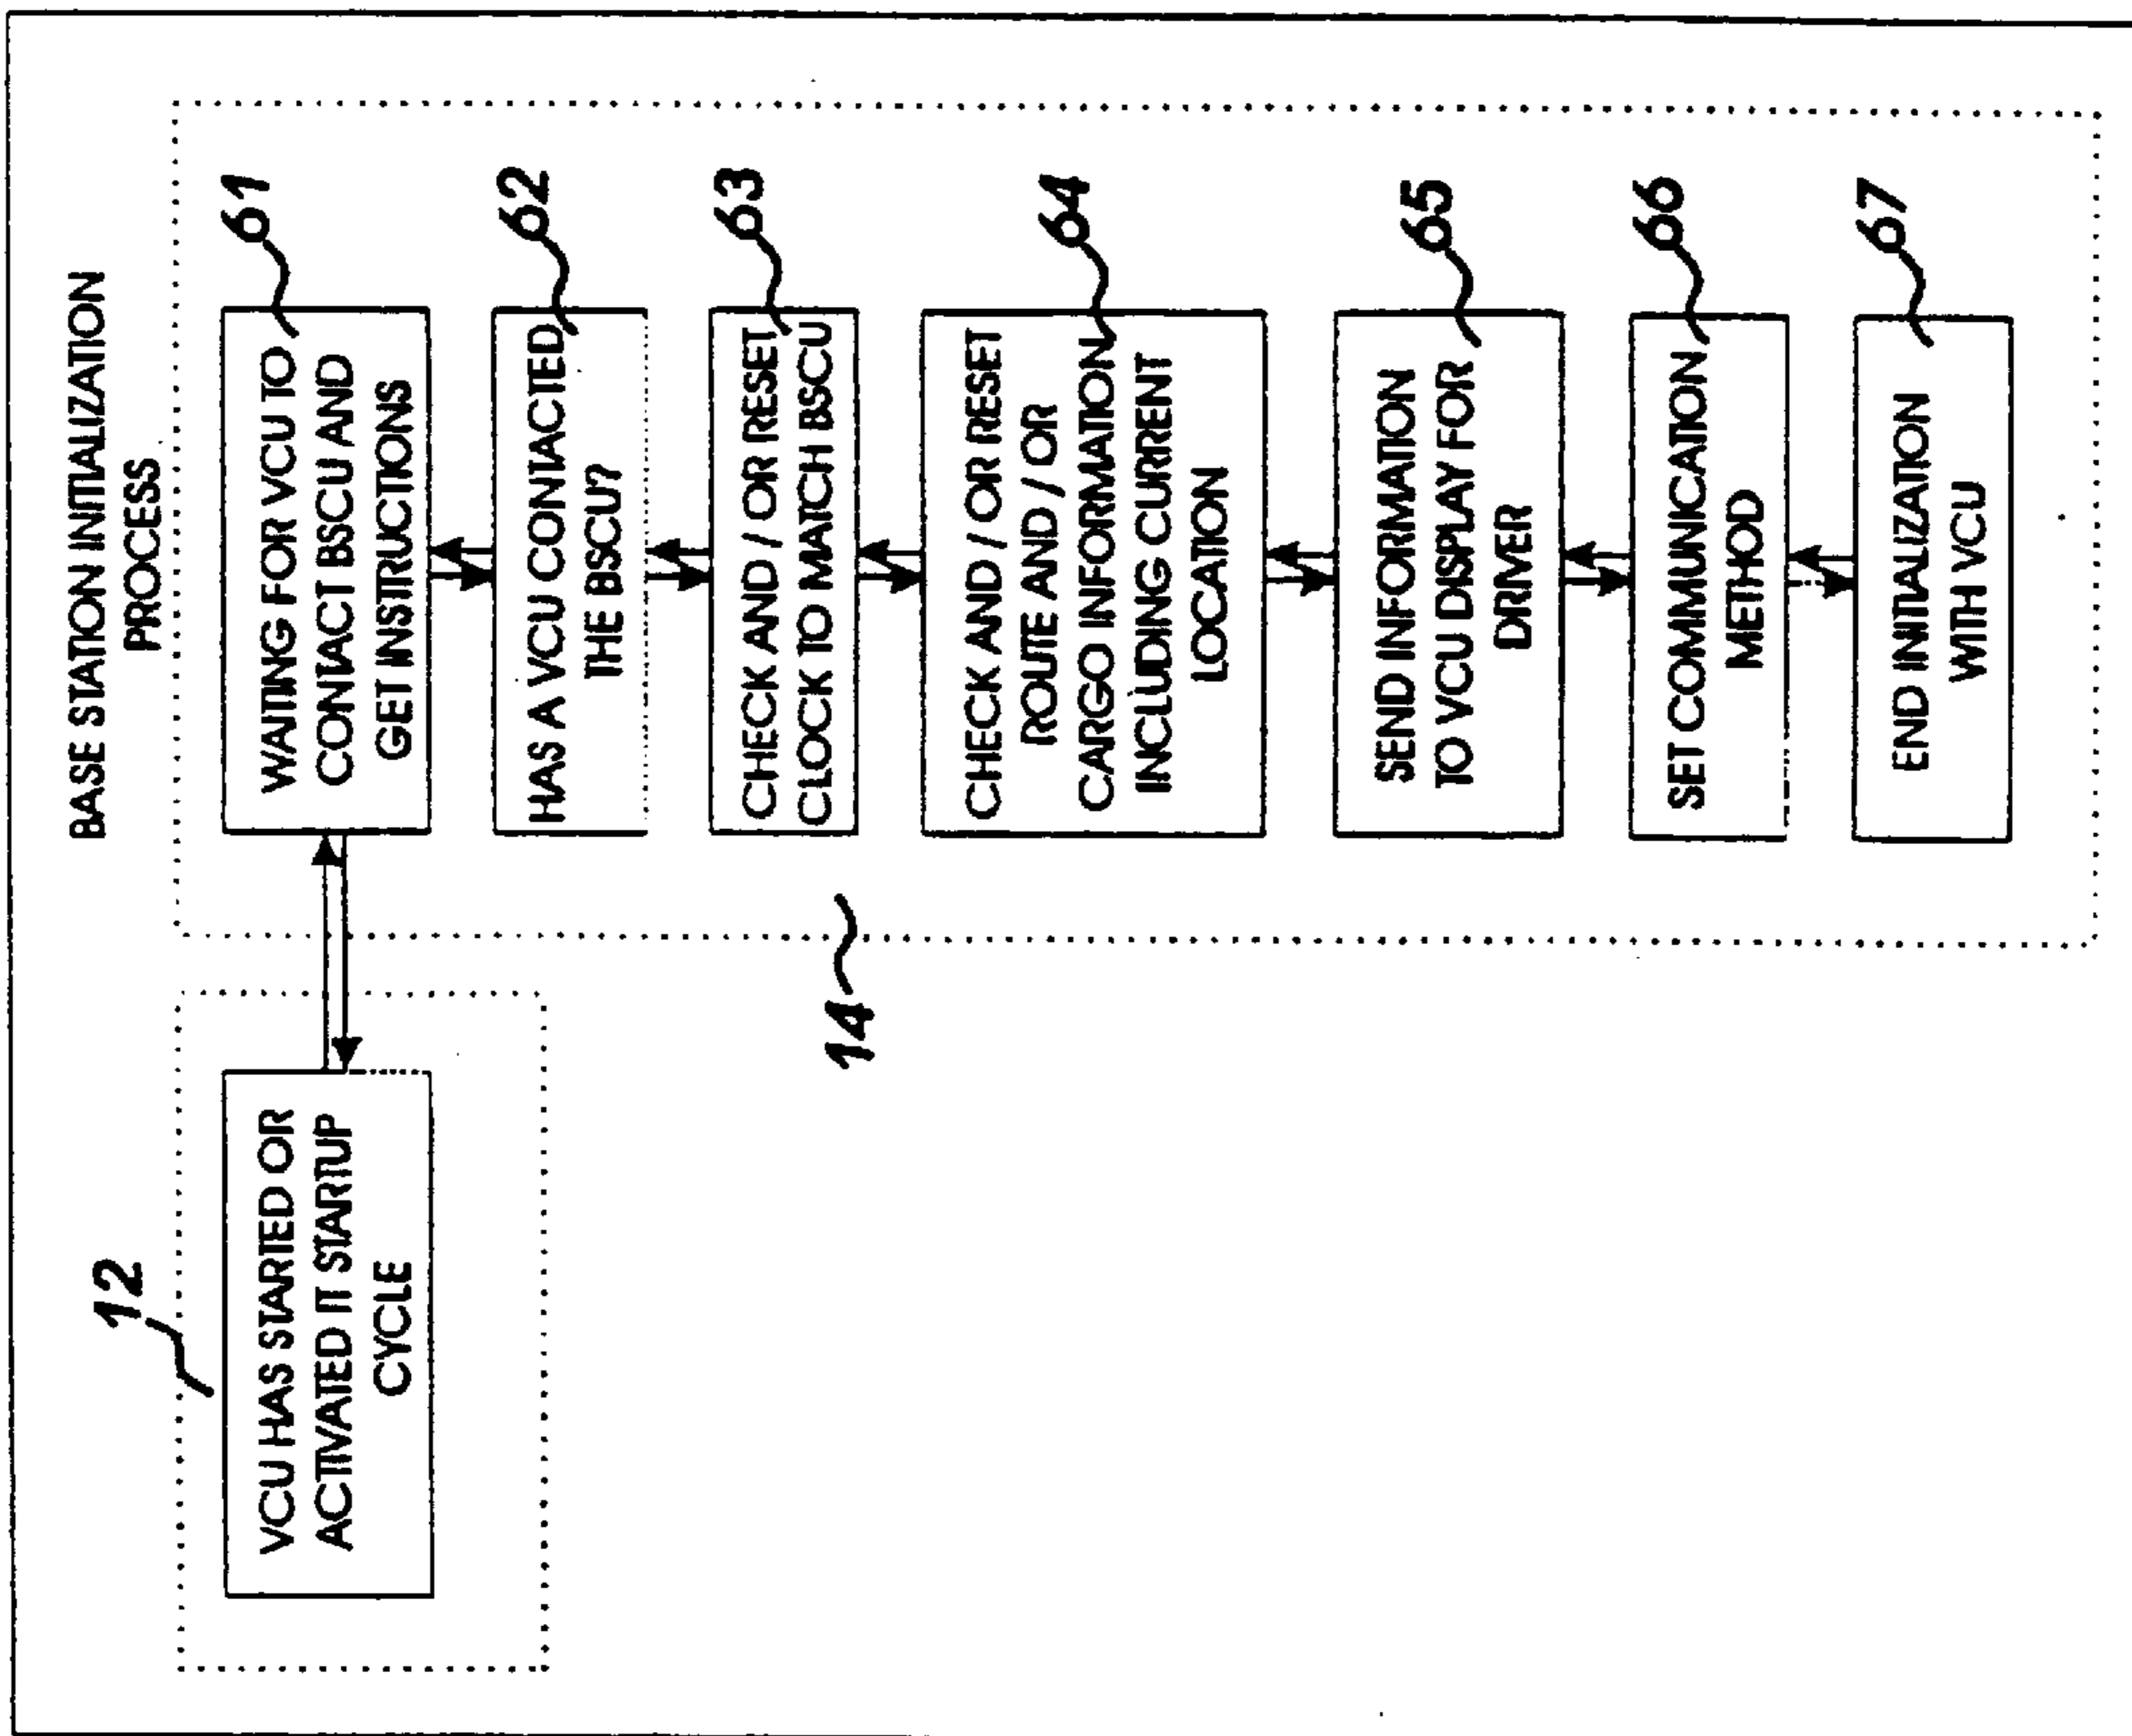 BASE STATION INITIALIZATION
PROCESS
12
VCU HAS STARTED OR
ACTIVATED IT STARTUP
CYCLE
14
WAITING FOR VCU TO
CONTACT BSCU AND
GET INSTRUCTIONS
61
HAS A VCU CONTACTED
THE BSCU?
62
CHECK AND / OR RESET
CLOCK TO MATCH BSCU
63
CHECK AND / OR RESET
ROUTE AND / OR
CARGO INFORMATION
INCLUDING CURRENT
LOCATION
64
SEND INFORMATION
TO VCU DISPLAY FOR
DRIVER
65
SET COMMUNICATION
METHOD
66
END INITIALIZATION
WITH VCU
67